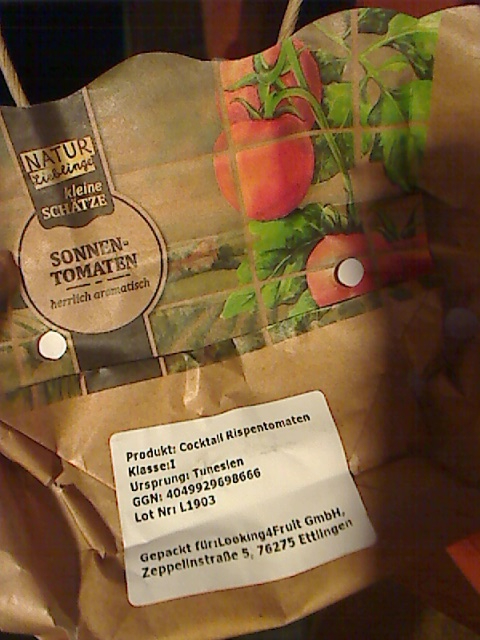 NATUR
Lieblinge
kleine
SCHÄTZE
SONNEN-
TOMATEN
herrlich aromatisch
Produkt: Cocktail Rispentomaten
Klasse:I
Ursprung: Tunesien
GGN: 4049929698666
Lot Nr: L1903
Gepackt für:Looking4Fruit GmbH,
Zeppelinstraße 5, 76275 Ettlingen